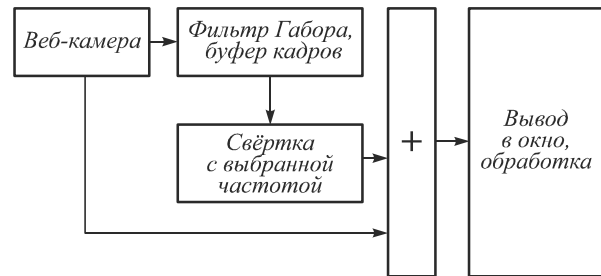 Веб-камера
Фильтр Габора,
буфер кадров
Свёртка
с выбранной
частотой
+
Вывод
в окно,
обработка